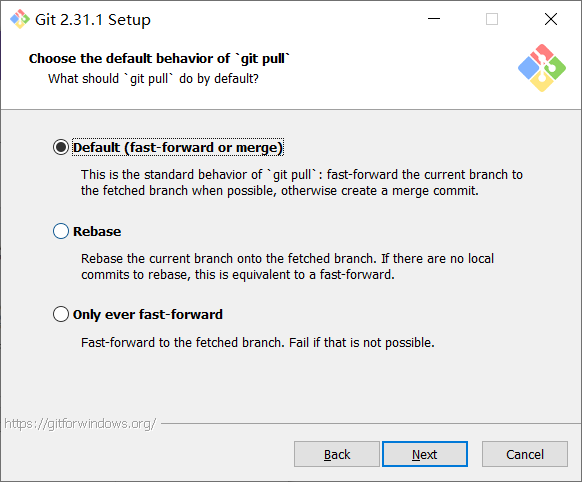 Git 2.31.1 Setup
Choose the default behavior of `git pull`
What should `git pull` do by default?
Default (fast-forward or merge)
This is the standard behavior of `git pull`: fast-forward the current branch to
the fetched branch when possible, otherwise create a merge commit.
Rebase
Rebase the current branch onto the fetched branch. If there are no local
commits to rebase, this is equivalent to a fast-forward.
Only ever fast-forward
Fast-forward to the fetched branch. Fail if that is not possible.
https://gitforwindows.org/
Back
Next
Cancel